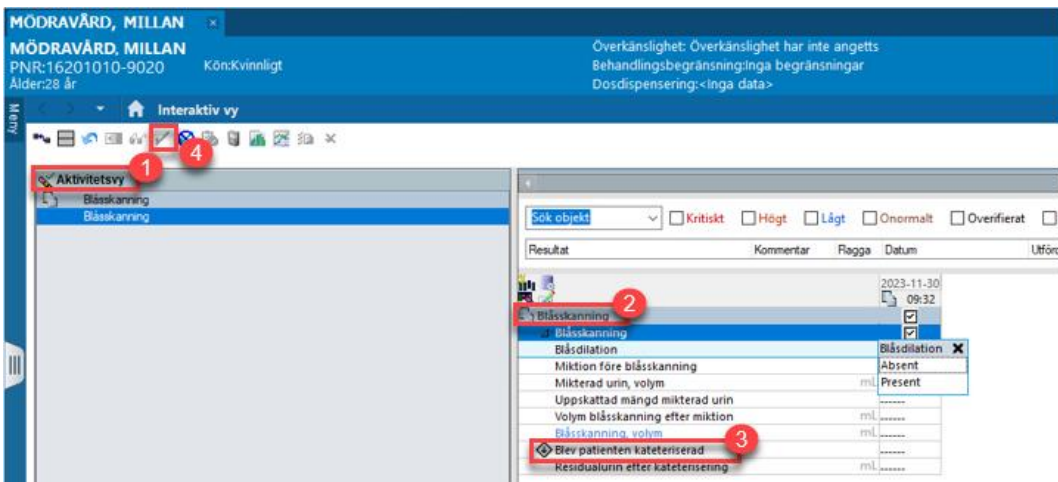 MÖDRAVÅRD, MILLAN
MÖDRAVÅRD, MILLAN
PNR:16201010-9020 Kön:Kvinnligt
Ålder:28 år
Överkänslighet: Överkänslighet har inte angetts
Behandlingsbegränsning:Inga begränsningar
Dosdispensering:<Inga data>
Meny
Interaktiv vy
4
1
Aktivitetsvy
Blåsskanning
Blåsskanning
Sök objekt Kritiskt Högt Lågt Onormalt Overifierat
Resultat Kommentar Flagga Datum
2023-11-30
09:32
2
Blåsskanning
Blåsskanning
Blåsdilation Blåsdilation
Miktion före blåsskanning Absent
Mikterad urin, volym mL Present
Uppskattad mängd mikterad urin ------
Volym blåsskanning efter miktion mL ------
Blåsskanning, volym mL ------
3
Blev patienten kateteriserad ------
Residualurin efter kateterisering mL ------